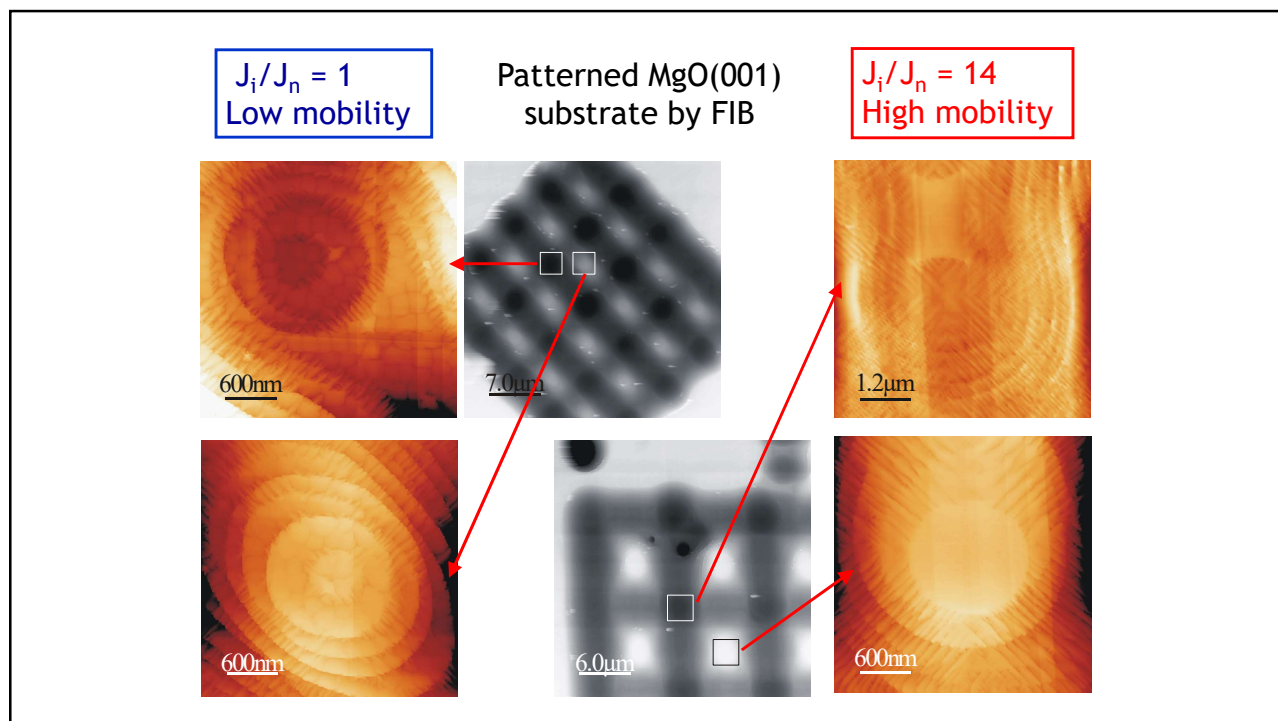 Jᵢ/Jₙ = 1
Low mobility
Patterned MgO(001)
substrate by FIB
Jᵢ/Jₙ = 14
High mobility
600nm
7.0μm
1.2μm
600nm
6.0μm
600nm